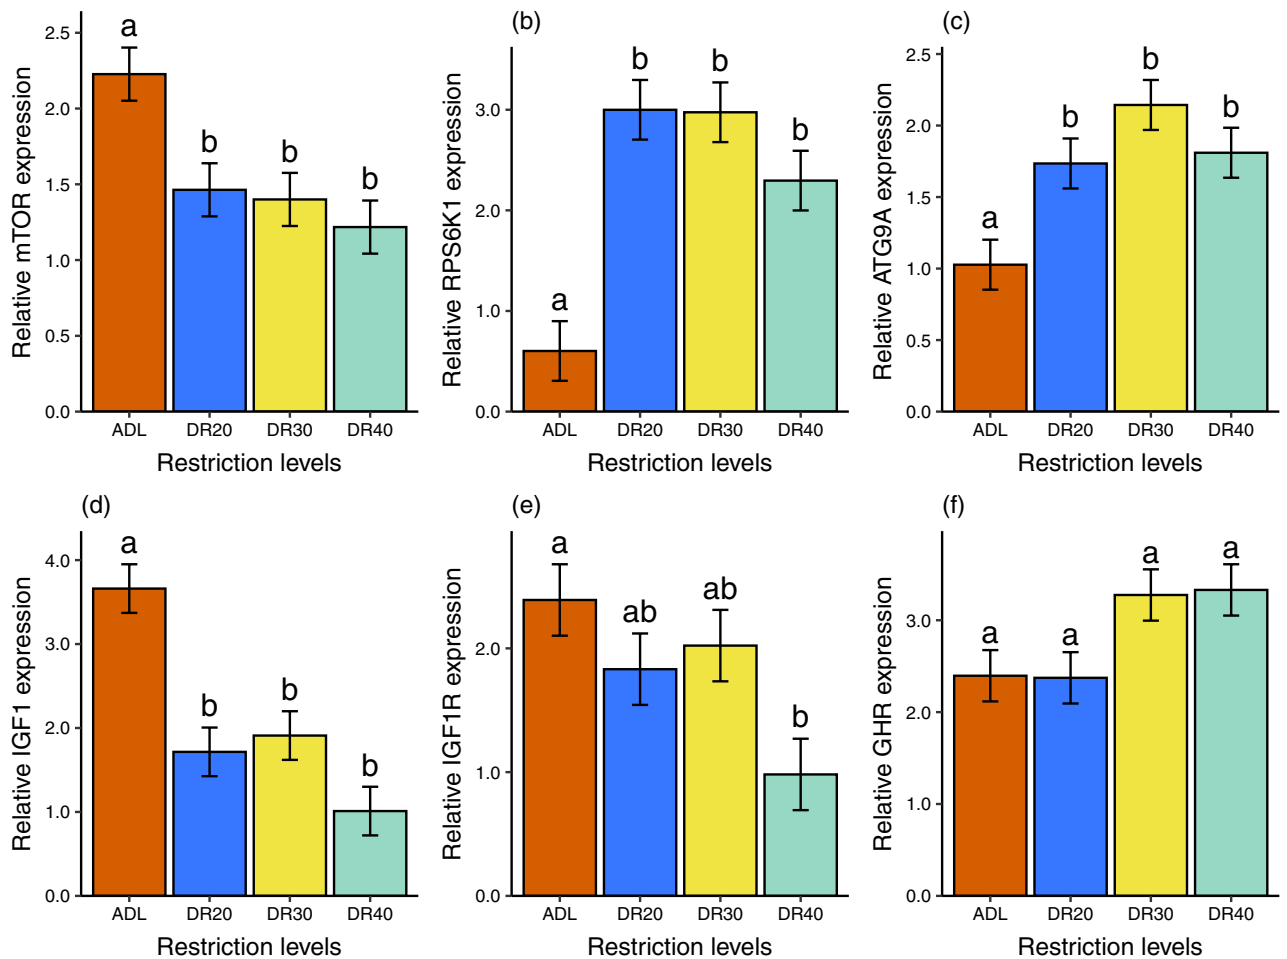 2.5
2.0
1.5
1.0
0.5
0.0
Relative mTOR expression
a
b
b
b
ADL
DR20
DR30
DR40
Restriction levels
(b)
3.0
2.0
1.0
0.0
Relative RPS6K1 expression
a
b
b
b
ADL
DR20
DR30
DR40
Restriction levels
(c)
2.5
2.0
1.5
1.0
0.5
0.0
Relative ATG9A expression
a
b
b
b
ADL
DR20
DR30
DR40
Restriction levels
(d)
4.0
3.0
2.0
1.0
0.0
Relative IGF1 expression
a
b
b
b
ADL
DR20
DR30
DR40
Restriction levels
(e)
2.0
1.0
0.0
Relative IGF1R expression
a
ab
ab
b
ADL
DR20
DR30
DR40
Restriction levels
(f)
3.0
2.0
1.0
0.0
Relative GHR expression
a
a
a
a
ADL
DR20
DR30
DR40
Restriction levels